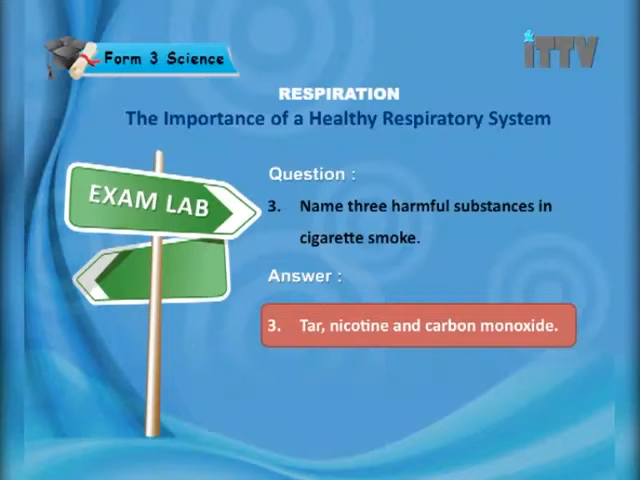 Form 3 Science
iTTV
RESPIRATION
The Importance of a Healthy Respiratory System
EXAM LAB
Question :
3. Name three harmful substances in
cigarette smoke.
Answer :
3. Tar, nicotine and carbon monoxide.